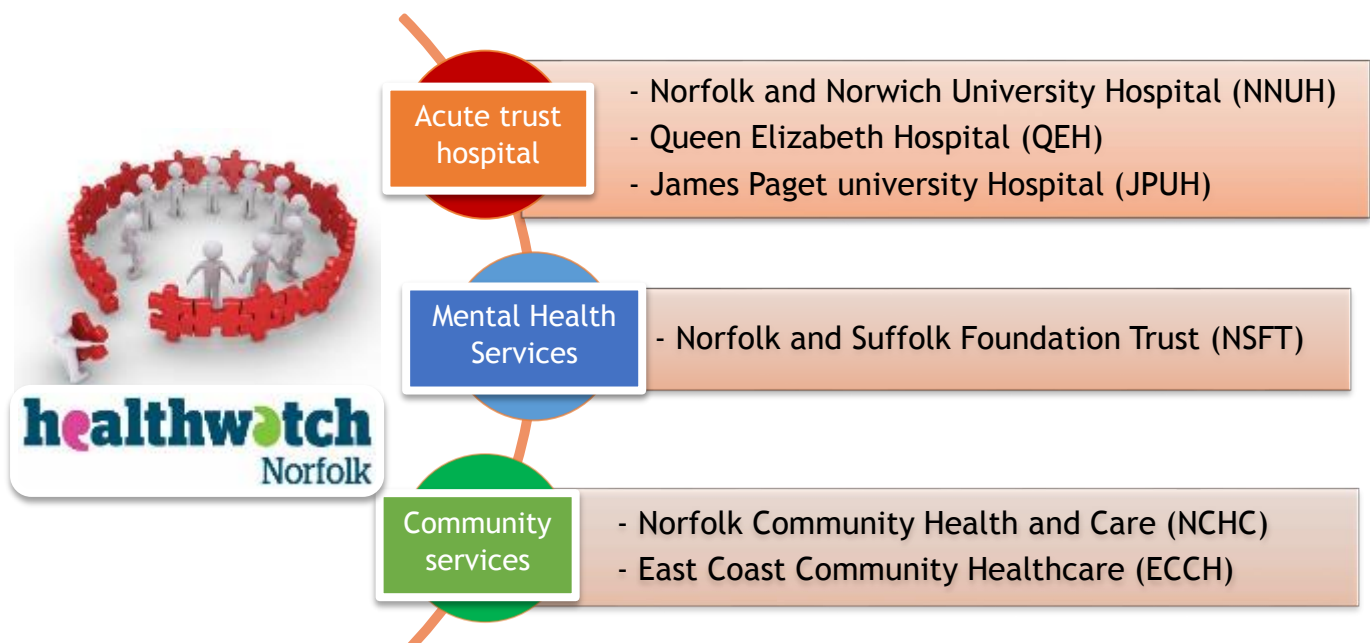 Acute trust
hospital
- Norfolk and Norwich University Hospital (NNUH)
- Queen Elizabeth Hospital (QEH)
- James Paget university Hospital (JPUH)
Mental Health
Services
- Norfolk and Suffolk Foundation Trust (NSFT)
healthwatch
Norfolk
Community
services
- Norfolk Community Health and Care (NCHC)
- East Coast Community Healthcare (ECCH)